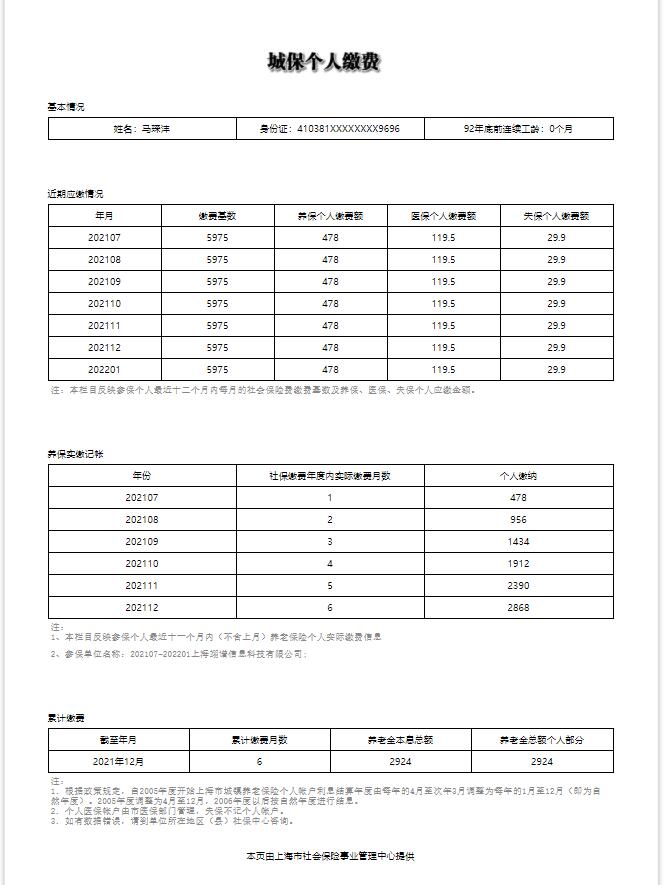 城保个人缴费
基本情况
姓名：马琛沣 身份证：410381XXXXXXXX9696 92年底前连续工龄：0个月
近期应缴情况
年月 缴费基数 养保个人缴费额 医保个人缴费额 失保个人缴费额
202107 5975 478 119.5 29.9
202108 5975 478 119.5 29.9
202109 5975 478 119.5 29.9
202110 5975 478 119.5 29.9
202111 5975 478 119.5 29.9
202112 5975 478 119.5 29.9
202201 5975 478 119.5 29.9
注：本栏目反映参保个人最近十二个月内每月的社会保险费缴费基数及养保、医保、失保个人应缴金额。
养保实缴记帐
年份 社保缴费年度内实际缴费月数 个人缴纳
202107 1 478
202108 2 956
202109 3 1434
202110 4 1912
202111 5 2390
202112 6 2868
注：
1、本栏目反映参保个人最近十一个月内（不含上月）养老保险个人实际缴费信息
2、参保单位名称：202107-202201上海翊谱信息科技有限公司;
累计缴费
截至年月 累计缴费月数 养老金本息总额 养老金总额个人部分
2021年12月 6 2924 2924
注：
1．根据政策规定，自2005年度开始上海市城镇养老保险个人帐户利息结算年度由每年的4月至次年3月调整为每年的1月至12月（即为自
然年度）。2005年度调整为4月至12月，2006年度以后按自然年度进行结息。
2．个人医保帐户由市医保部门管理，失保不记个人帐户。
3．如有数据错误，请到单位所在地区（县）社保中心咨询。
本页由上海市社会保险事业管理中心提供